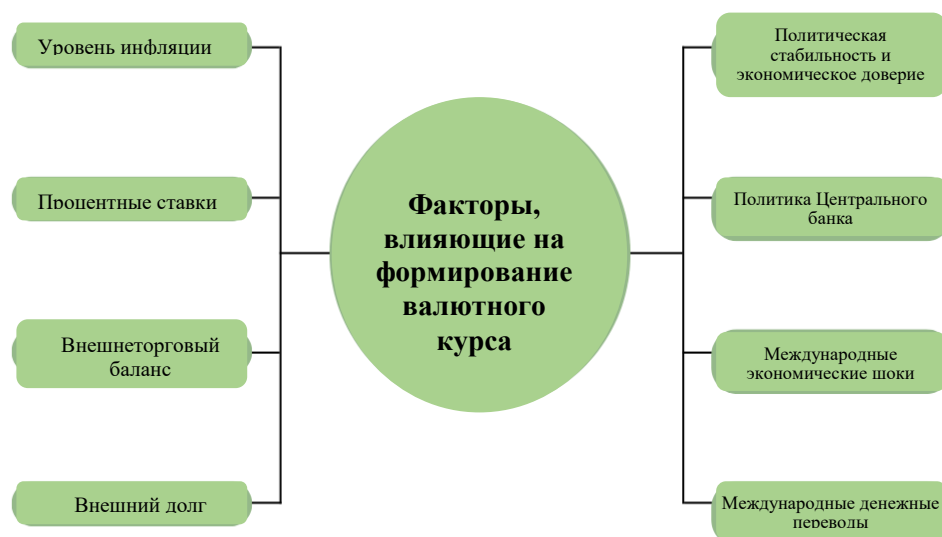 Уровень инфляции
Процентные ставки
Внешнеторговый
баланс
Внешний долг
Факторы,
влияющие на
формирование
валютного
курса
Политическая
стабильность и
экономическое доверие
Политика Центрального
банка
Международные
экономические шоки
Международные денежные
переводы